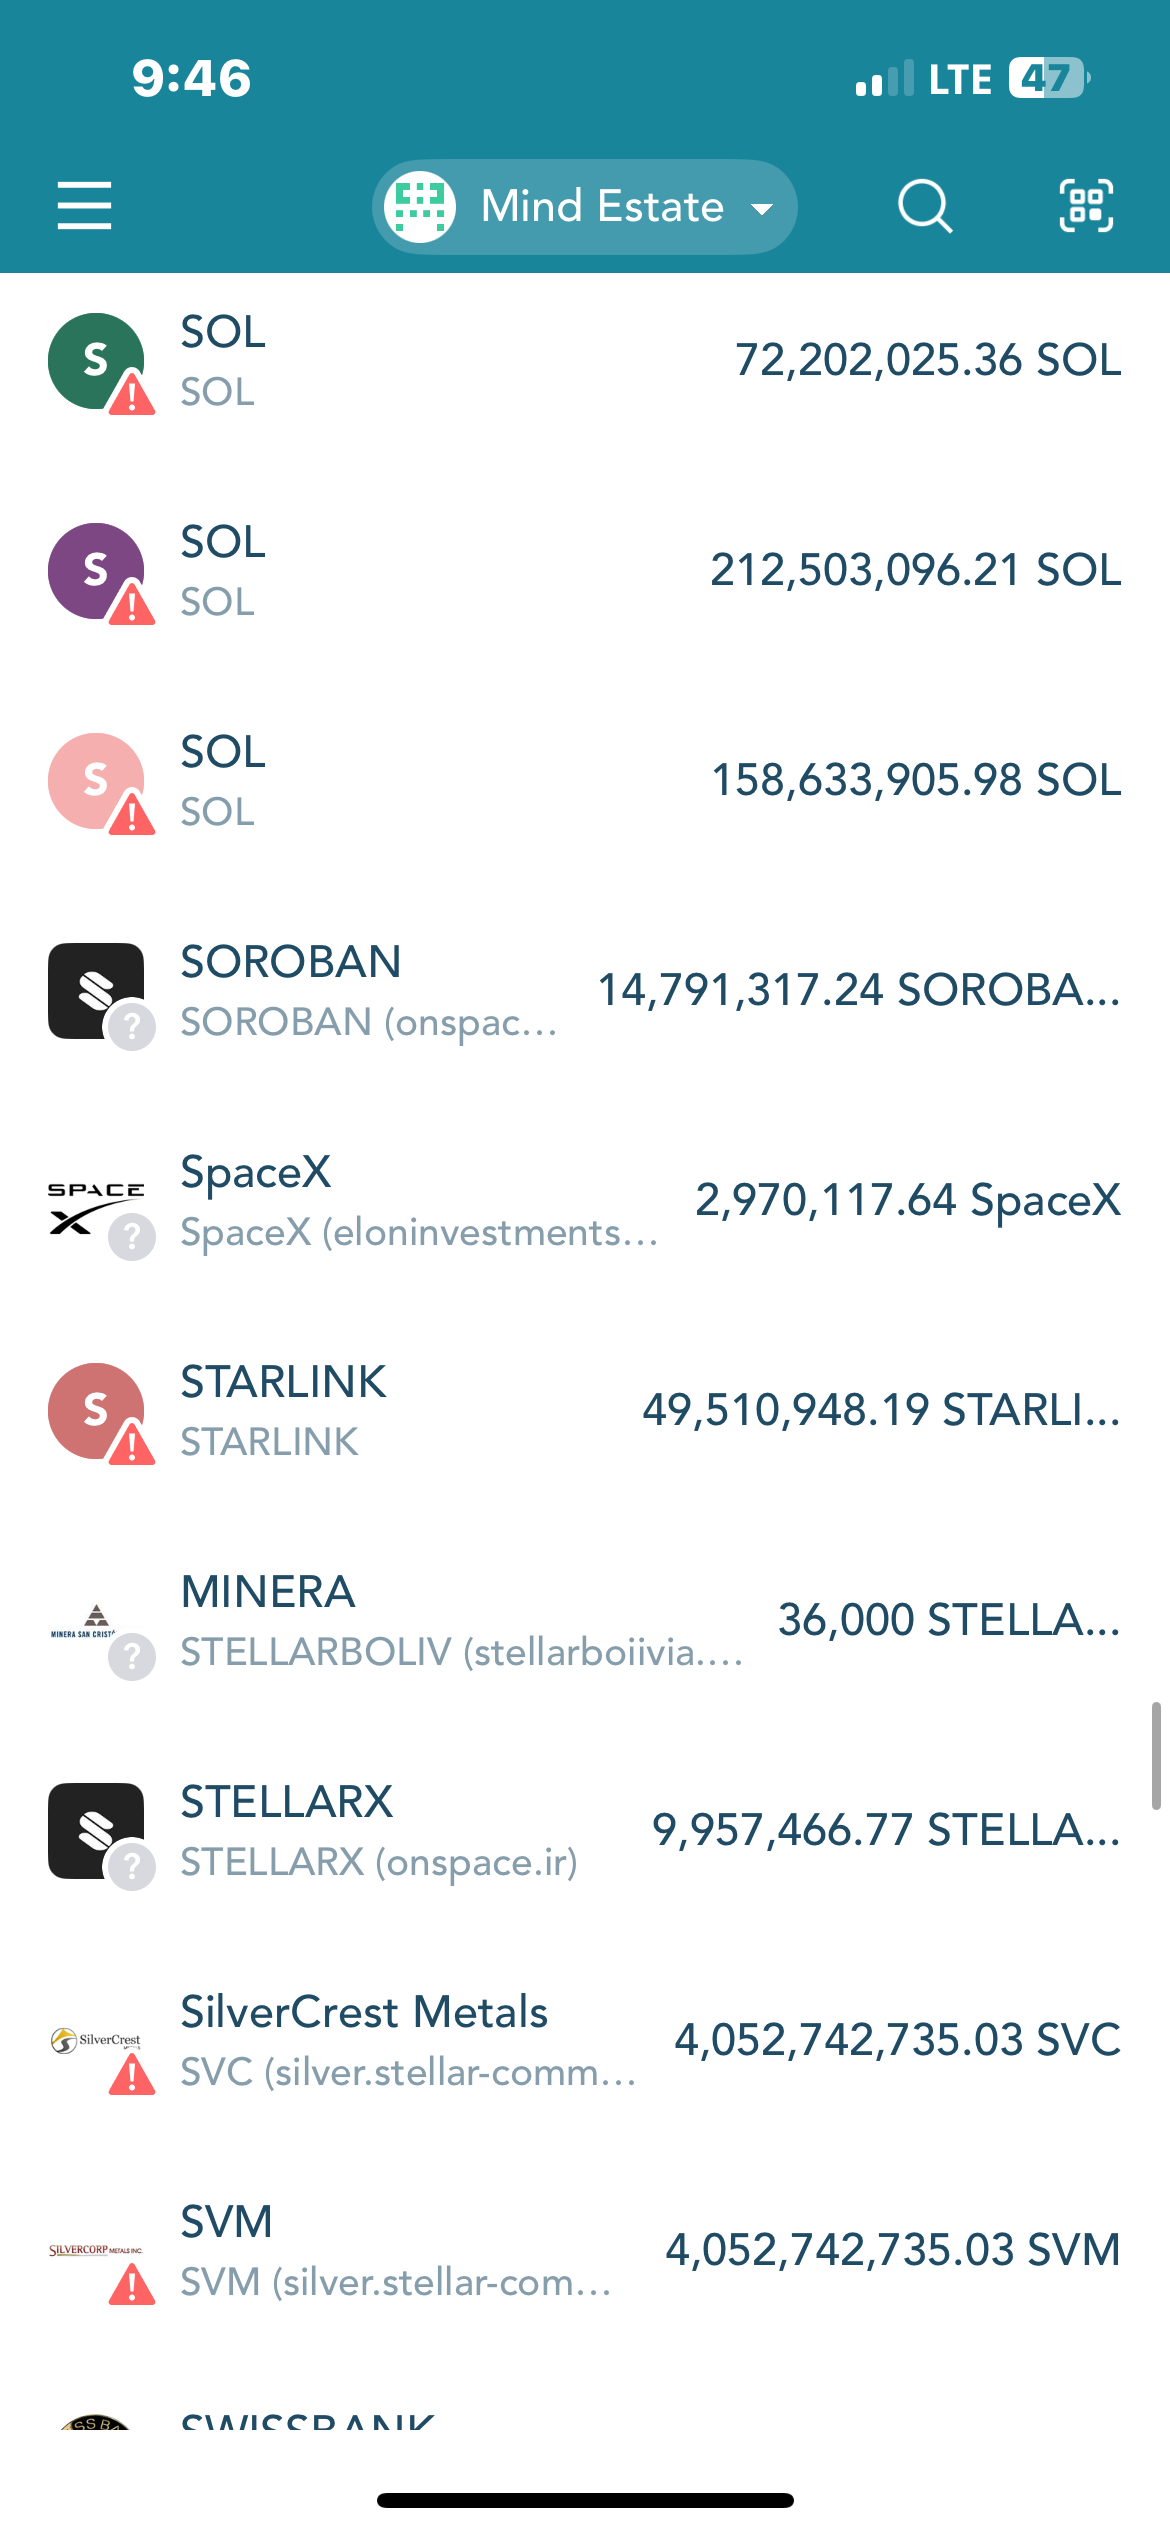 9:46
LTE 47
Mind Estate
S
SOL
SOL
72,202,025.36 SOL
S
SOL
SOL
212,503,096.21 SOL
S
SOL
SOL
158,633,905.98 SOL
SOROBAN
SOROBAN (onspac...
14,791,317.24 SOROBA...
?
SPACE X
SpaceX
SpaceX (eloninvestments...
2,970,117.64 SpaceX
?
S
STARLINK
STARLINK
49,510,948.19 STARLI...
MINERA SAN CRIST
MINERA
STELLARBOLIV (stellarboiivia....
36,000 STELLA...
?
STELLARX
STELLARX (onspace.ir)
9,957,466.77 STELLA...
?
SilverCrest
SilverCrest Metals
SVC (silver.stellar-comm...
4,052,742,735.03 SVC
SILVERCORP METALS INC.
SVM
SVM (silver.stellar-com...
4,052,742,735.03 SVM
SWISSBANK